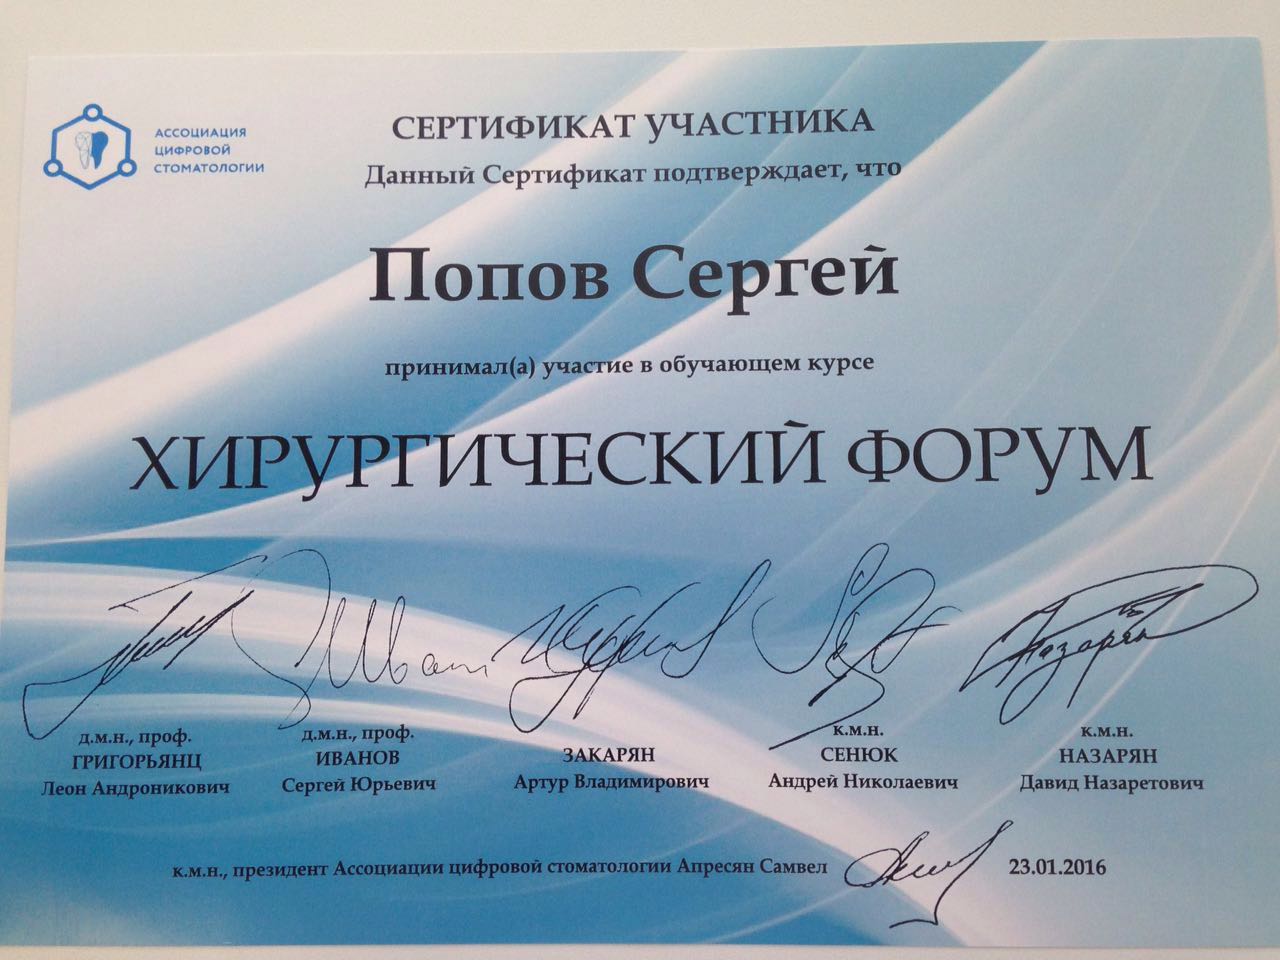 АССОЦИАЦИЯ
ЦИФРОВОЙ
СТОМАТОЛОГИИ
СЕРТИФИКАТ УЧАСТНИКА
Данный Сертификат подтверждает, что
Попов Сергей
принимал(а) участие в обучающем курсе
ХИРУРГИЧЕСКИЙ ФОРУМ
д.м.н., проф.
ГРИГОРЬЯНЦ
Леон Андроникович
д.м.н., проф.
ИВАНОВ
Сергей Юрьевич
ЗАКАРЯН
Артур Владимирович
к.м.н.
СЕНЮК
Андрей Николаевич
Назарян
к.м.н.
НАЗАРЯН
Давид Назаретович
к.м.н., президент Ассоциации цифровой стоматологии Апресян Самвел
23.01.2016